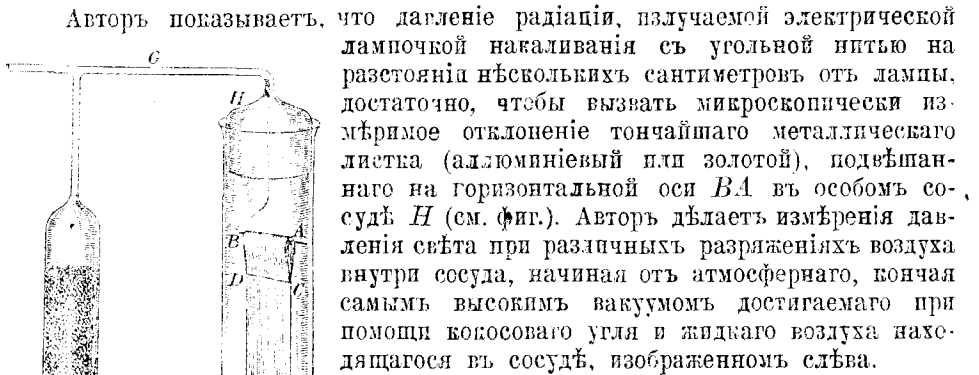 Авторъ показываетъ, что давленіе радіаціи, излучаемой электрической
лампочкой накаливанія съ угольной нитью на
разстояніи нѣсколькихъ сантиметровъ отъ лампы,
достаточно, чтобы вызвать микроскопически из-
мѣримое отклоненіе тончайшаго металлическаго
листка (аллюминіевый или золотой), подвѣшан-
наго на горизонтальной оси BA въ особомъ со-
судѣ H (см. фиг.). Авторъ дѣлаетъ измѣренія дав-
ленія свѣта при различныхъ разряженіяхъ воздуха
внутри сосуда, начиная отъ атмосфернаго, кончая
самымъ высокимъ вакуумомъ достигаемаго при
помощи кокосоваго угля и жидкаго воздуха нахо-
дящагося въ сосудѣ, изображенномъ слѣва.
G
H
B A
D C